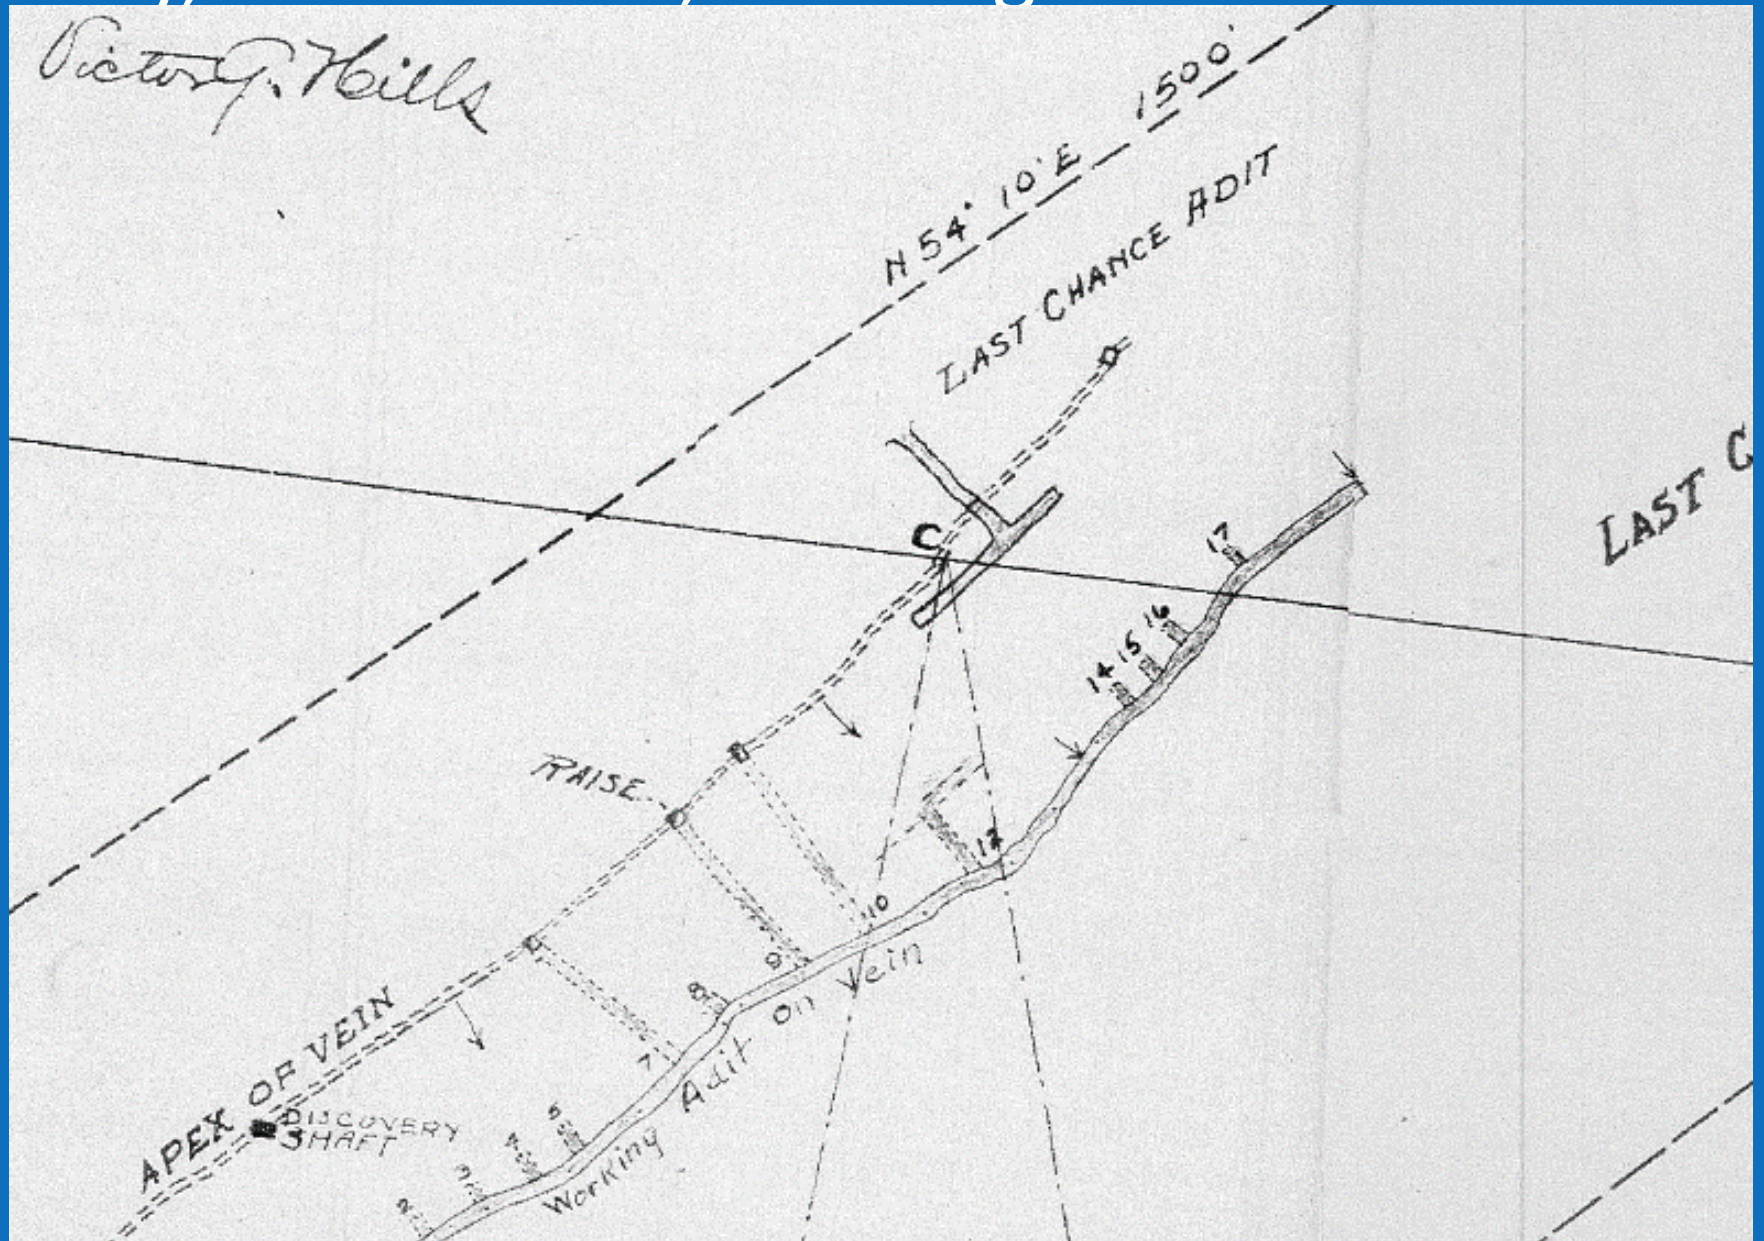 Victor G. Hills
1500'
N 54° 10' E
LAST CHANCE ADIT
LAST C
C
17
16
15
14
RAISE
12
10
9
8
7
On Vein
Adit
Working
APEX OF VEIN
DISCOVERY
SHAFT
5
4
3
2